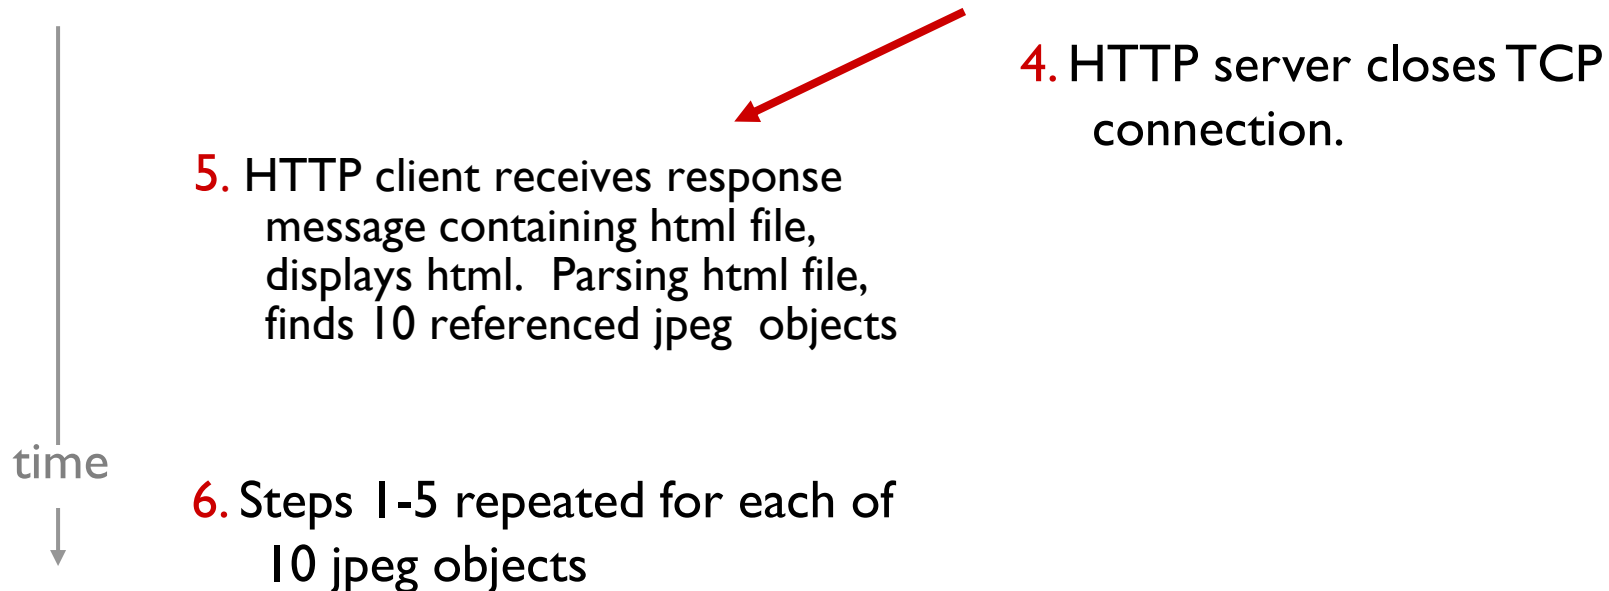 4. HTTP server closes TCP
connection.
5. HTTP client receives response
message containing html file,
displays html.  Parsing html file,
finds 10 referenced jpeg  objects
time
6. Steps 1-5 repeated for each of
10 jpeg objects